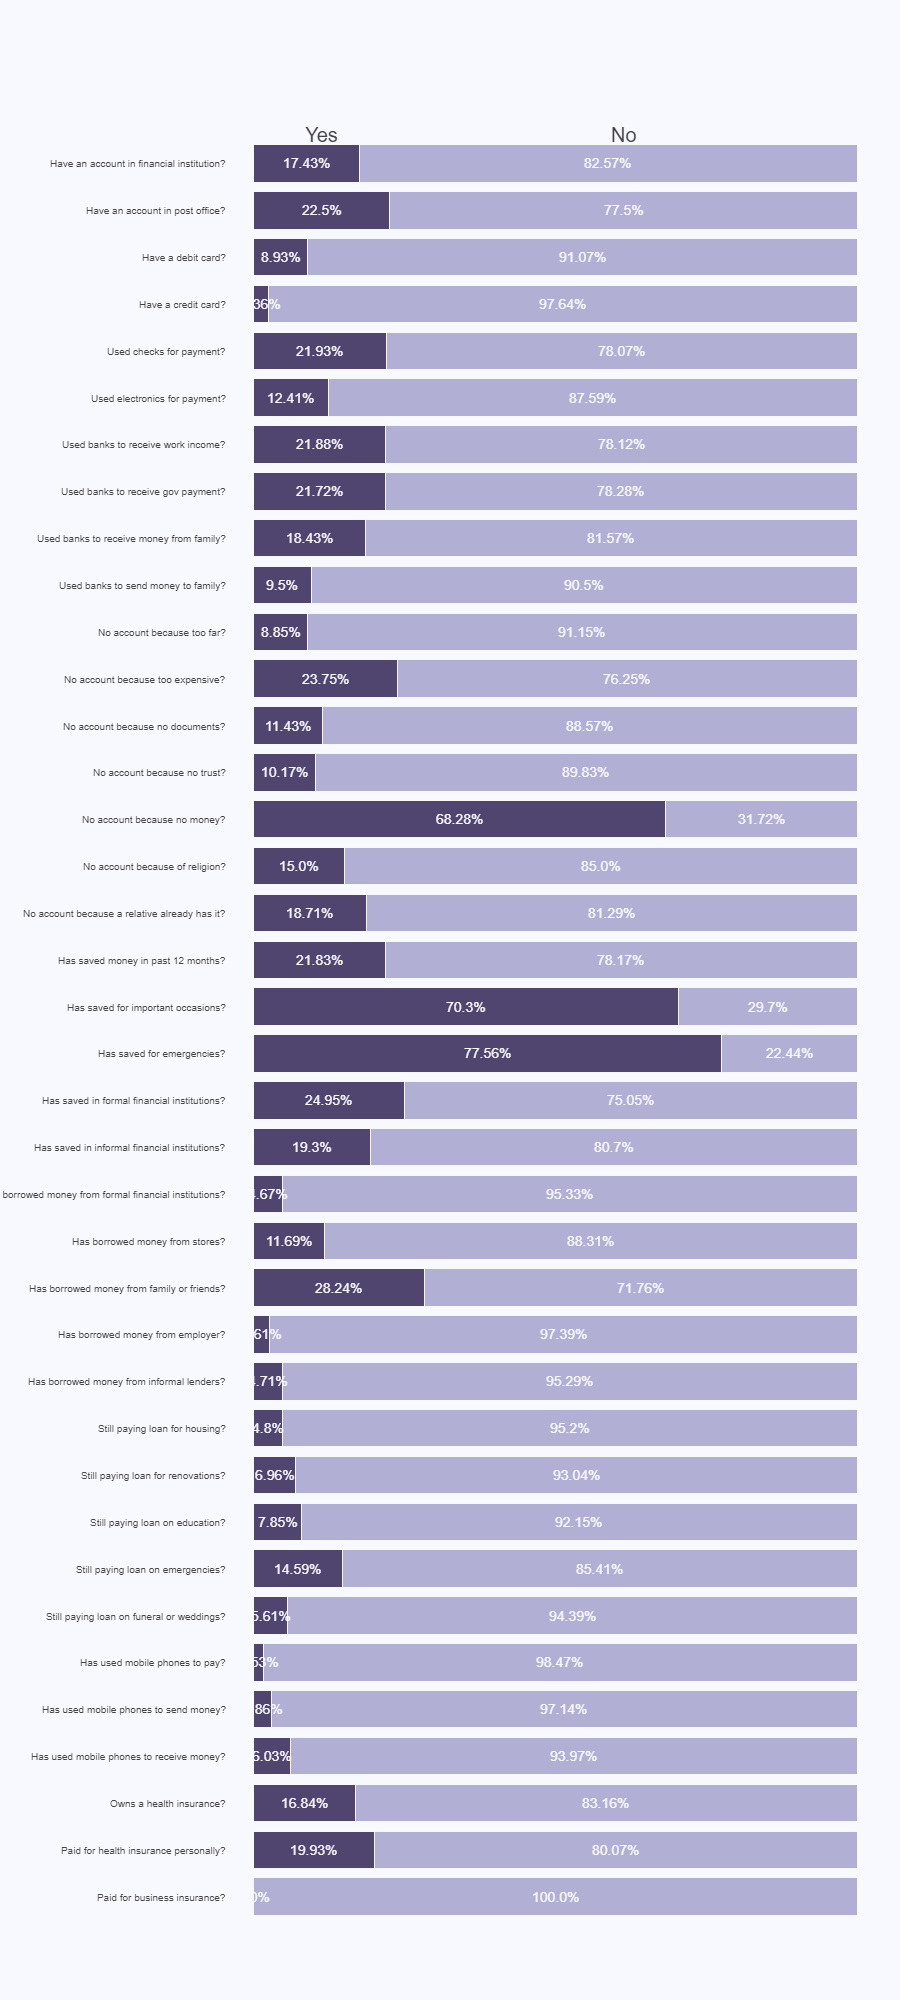 Yes No
Have an account in financial institution? 17.43% 82.57%
Have an account in post office? 22.5% 77.5%
Have a debit card? 8.93% 91.07%
Have a credit card? 36% 97.64%
Used checks for payment? 21.93% 78.07%
Used electronics for payment? 12.41% 87.59%
Used banks to receive work income? 21.88% 78.12%
Used banks to receive gov payment? 21.72% 78.28%
Used banks to receive money from family? 18.43% 81.57%
Used banks to send money to family? 9.5% 90.5%
No account because too far? 8.85% 91.15%
No account because too expensive? 23.75% 76.25%
No account because no documents? 11.43% 88.57%
No account because no trust? 10.17% 89.83%
No account because no money? 68.28% 31.72%
No account because of religion? 15.0% 85.0%
No account because a relative already has it? 18.71% 81.29%
Has saved money in past 12 months? 21.83% 78.17%
Has saved for important occasions? 70.3% 29.7%
Has saved for emergencies? 77.56% 22.44%
Has saved in formal financial institutions? 24.95% 75.05%
Has saved in informal financial institutions? 19.3% 80.7%
borrowed money from formal financial institutions? .67% 95.33%
Has borrowed money from stores? 11.69% 88.31%
Has borrowed money from family or friends? 28.24% 71.76%
Has borrowed money from employer? 61% 97.39%
Has borrowed money from informal lenders? .71% 95.29%
Still paying loan for housing? 4.8% 95.2%
Still paying loan for renovations? 6.96% 93.04%
Still paying loan on education? 7.85% 92.15%
Still paying loan on emergencies? 14.59% 85.41%
Still paying loan on funeral or weddings? 5.61% 94.39%
Has used mobile phones to pay? 53% 98.47%
Has used mobile phones to send money? 86% 97.14%
Has used mobile phones to receive money? 6.03% 93.97%
Owns a health insurance? 16.84% 83.16%
Paid for health insurance personally? 19.93% 80.07%
Paid for business insurance? 0% 100.0%